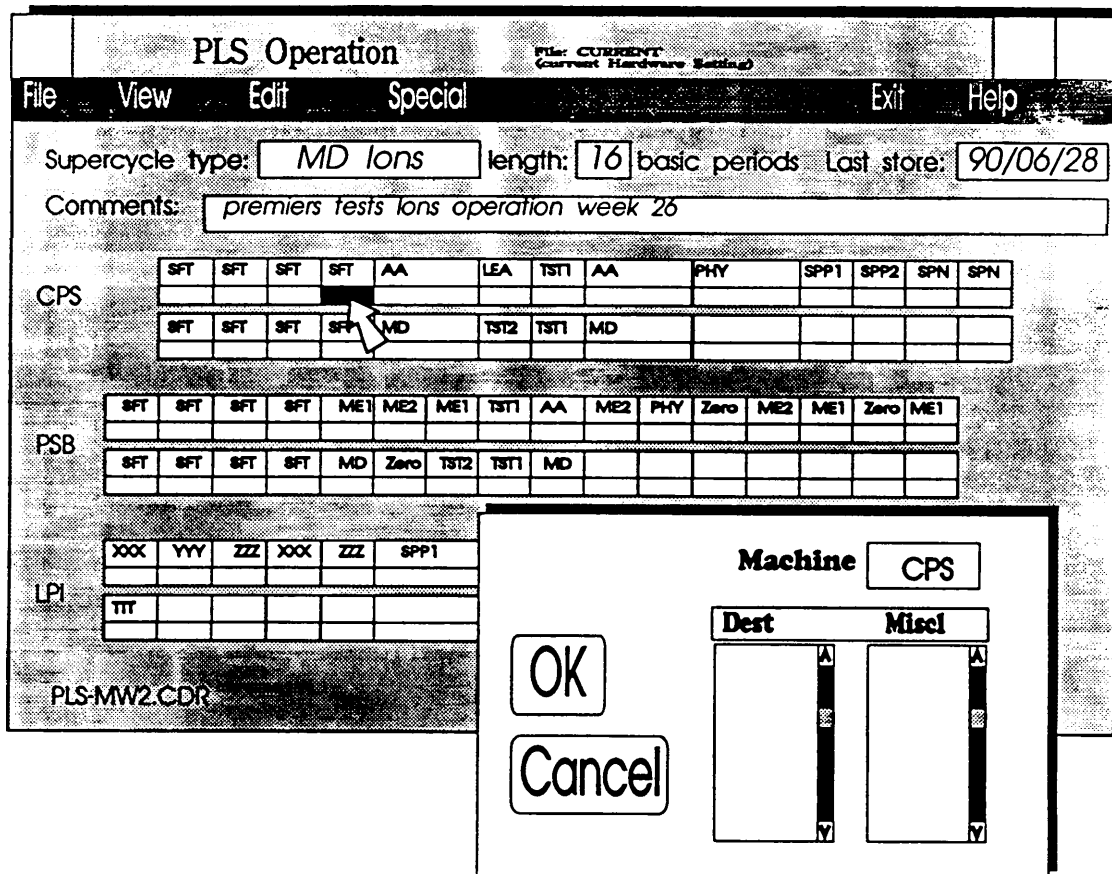 PLS Operation
File: CURRENT
(current Hardware Setting)
File View Edit Special Exit Help
Supercycle type: MD Ions length: 16 basic periods Last store: 90/06/28
Comments: premiers tests Ions operation week 26
CPS
SFT SFT SFT SFT AA LEA TST1 AA PHY SPP1 SPP2 SPN SPN
SFT SFT SFT MD TST2 TST1 MD
PSB
SFT SFT SFT SFT ME1 ME2 ME1 TST1 AA ME2 PHY Zero ME2 ME1 Zero ME1
SFT SFT SFT SFT MD Zero TST2 TST1 MD
LPI
XXX YYY ZZZ XXX ZZZ SPP1
TTT
PLS-MW2.CDR
Machine CPS
Dest Miscl
OK
Cancel